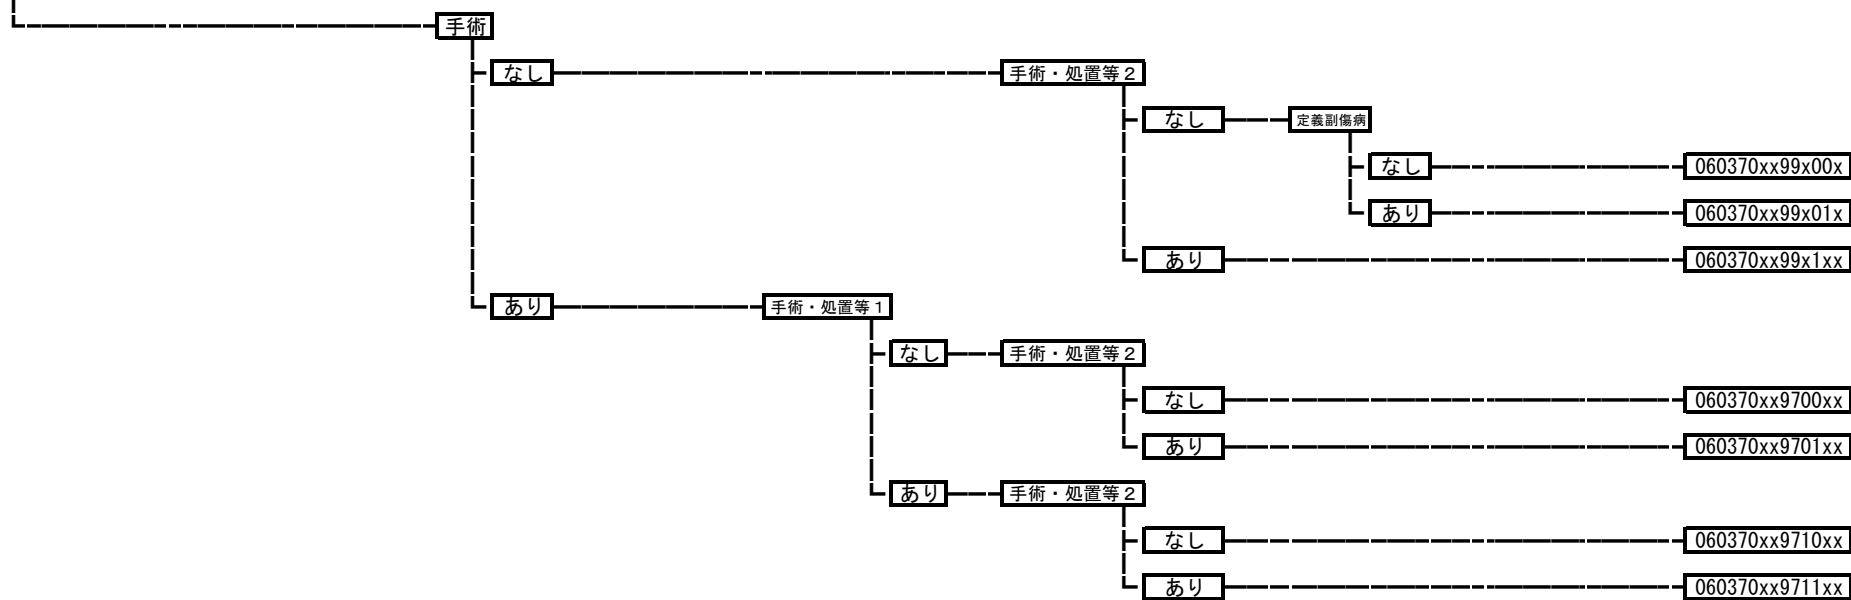 手術
なし
手術・処置等２
なし
定義副傷病
なし
060370xx99x00x
あり
060370xx99x01x
あり
060370xx99x1xx
あり
手術・処置等１
なし
手術・処置等２
なし
060370xx9700xx
あり
060370xx9701xx
あり
手術・処置等２
なし
060370xx9710xx
あり
060370xx9711xx